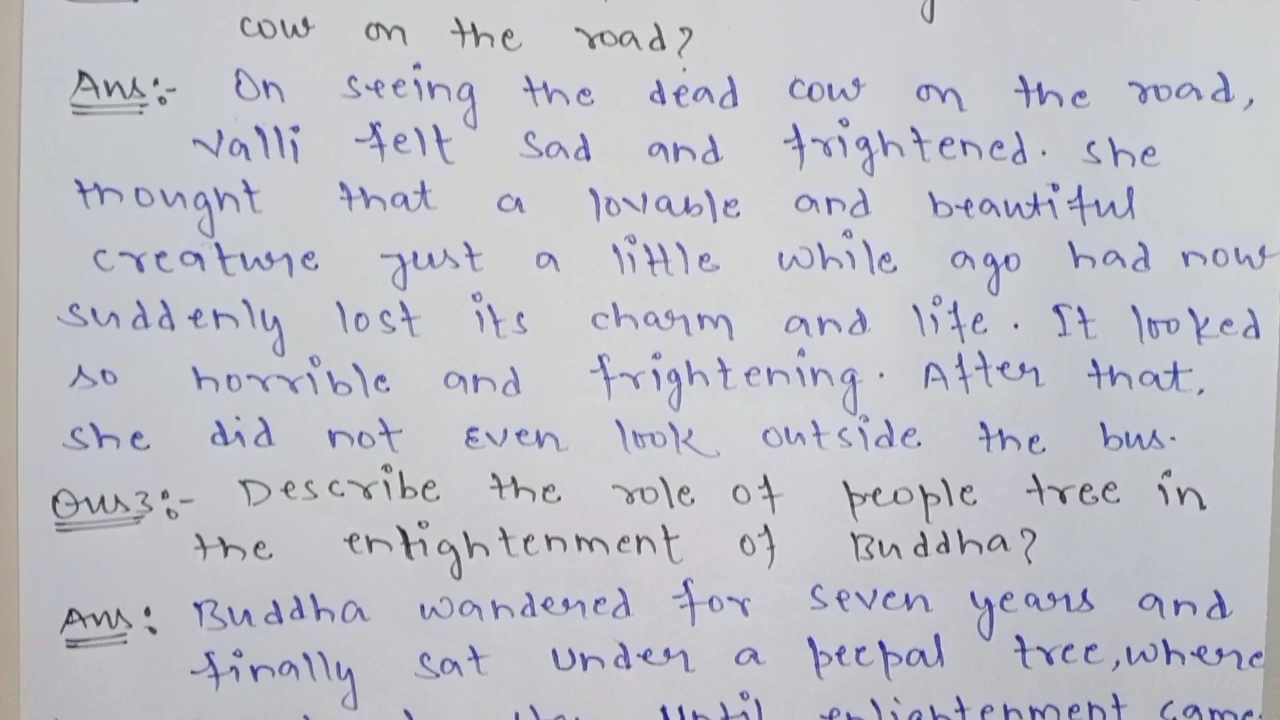 cow on the road?
Ans:- On seeing the dead cow on the road,
Valli felt sad and frightened. She
thought that a lovable and beautiful
creature just a little while ago had now
suddenly lost its charm and life. It looked
so horrible and frightening. After that,
she did not even look outside the bus.
Qus3:- Describe the role of people tree in
the enlightenment of Buddha?
Ans: Buddha wandered for seven years and
finally sat under a peepal tree, where
until enlightenment came